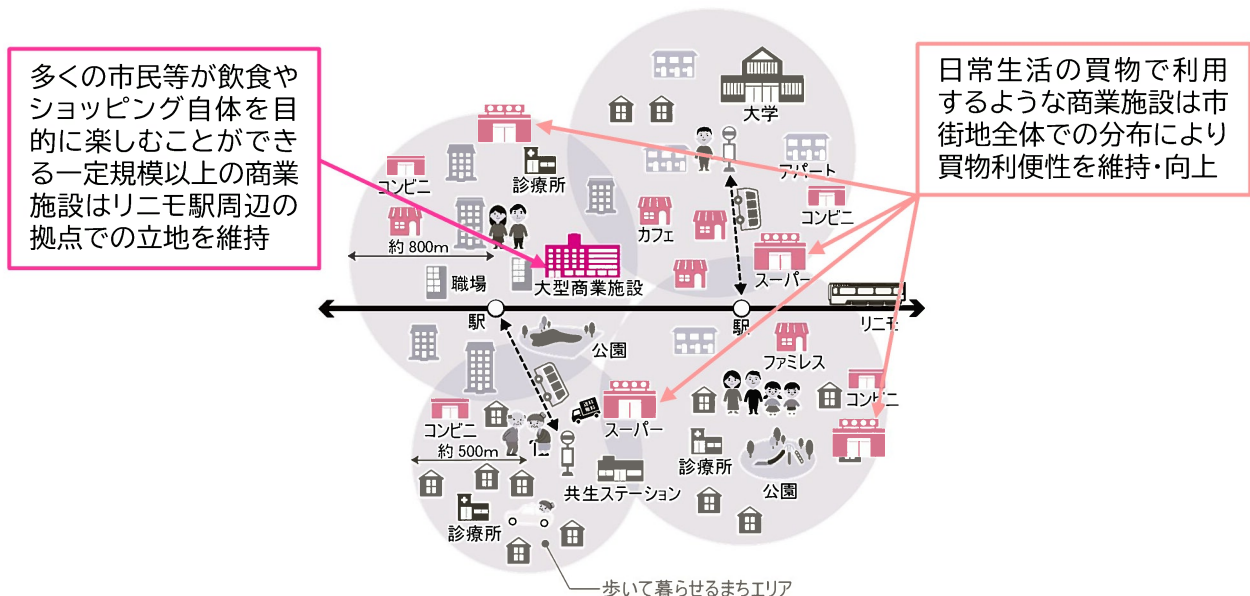 多くの市民等が飲食や
ショッピング自体を目
的に楽しむことができ
る一定規模以上の商業
施設はリニモ駅周辺の
拠点での立地を維持
日常生活の買物で利用
するような商業施設は市
街地全体での分布により
買物利便性を維持・向上
大学
アパート
コンビニ
診療所
コンビニ
カフェ
スーパー
約800m
職場
大型商業施設
駅
駅
リニモ
公園
ファミレス
コンビニ
コンビニ
スーパー
約500m
診療所
公園
共生ステーション
診療所
歩いて暮らせるまちエリア